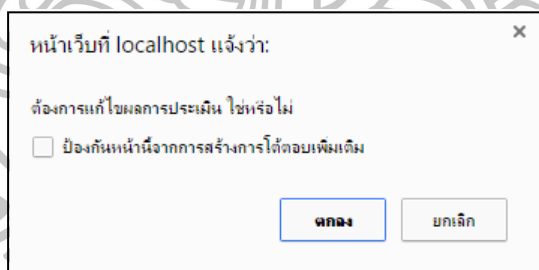 หน้าเว็บที่ localhost แจ้งว่า:
ต้องการแก้ไขผลการประเมิน ใช่หรือไม่
ป้องกันหน้านี้จากการสร้างการโต้ตอบเพิ่มเติม
ตกลง ยกเลิก